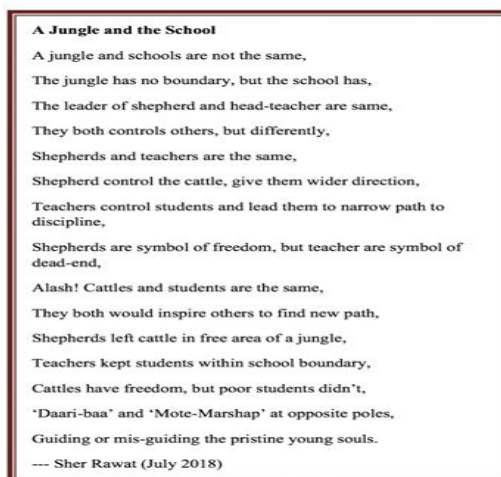 A Jungle and the School
A jungle and schools are not the same,
The jungle has no boundary, but the school has,
The leader of shepherd and head-teacher are same,
They both controls others, but differently,
Shepherds and teachers are the same,
Shepherd control the cattle, give them wider direction,
Teachers control students and lead them to narrow path to
discipline,
Shepherds are symbol of freedom, but teacher are symbol of
dead-end,
Alash! Cattles and students are the same,
They both would inspire others to find new path,
Shepherds left cattle in free area of a jungle,
Teachers kept students within school boundary,
Cattles have freedom, but poor students didn't,
‘Daari-baa’ and ‘Mote-Marshap’ at opposite poles,
Guiding or mis-guiding the pristine young souls.
--- Sher Rawat (July 2018)